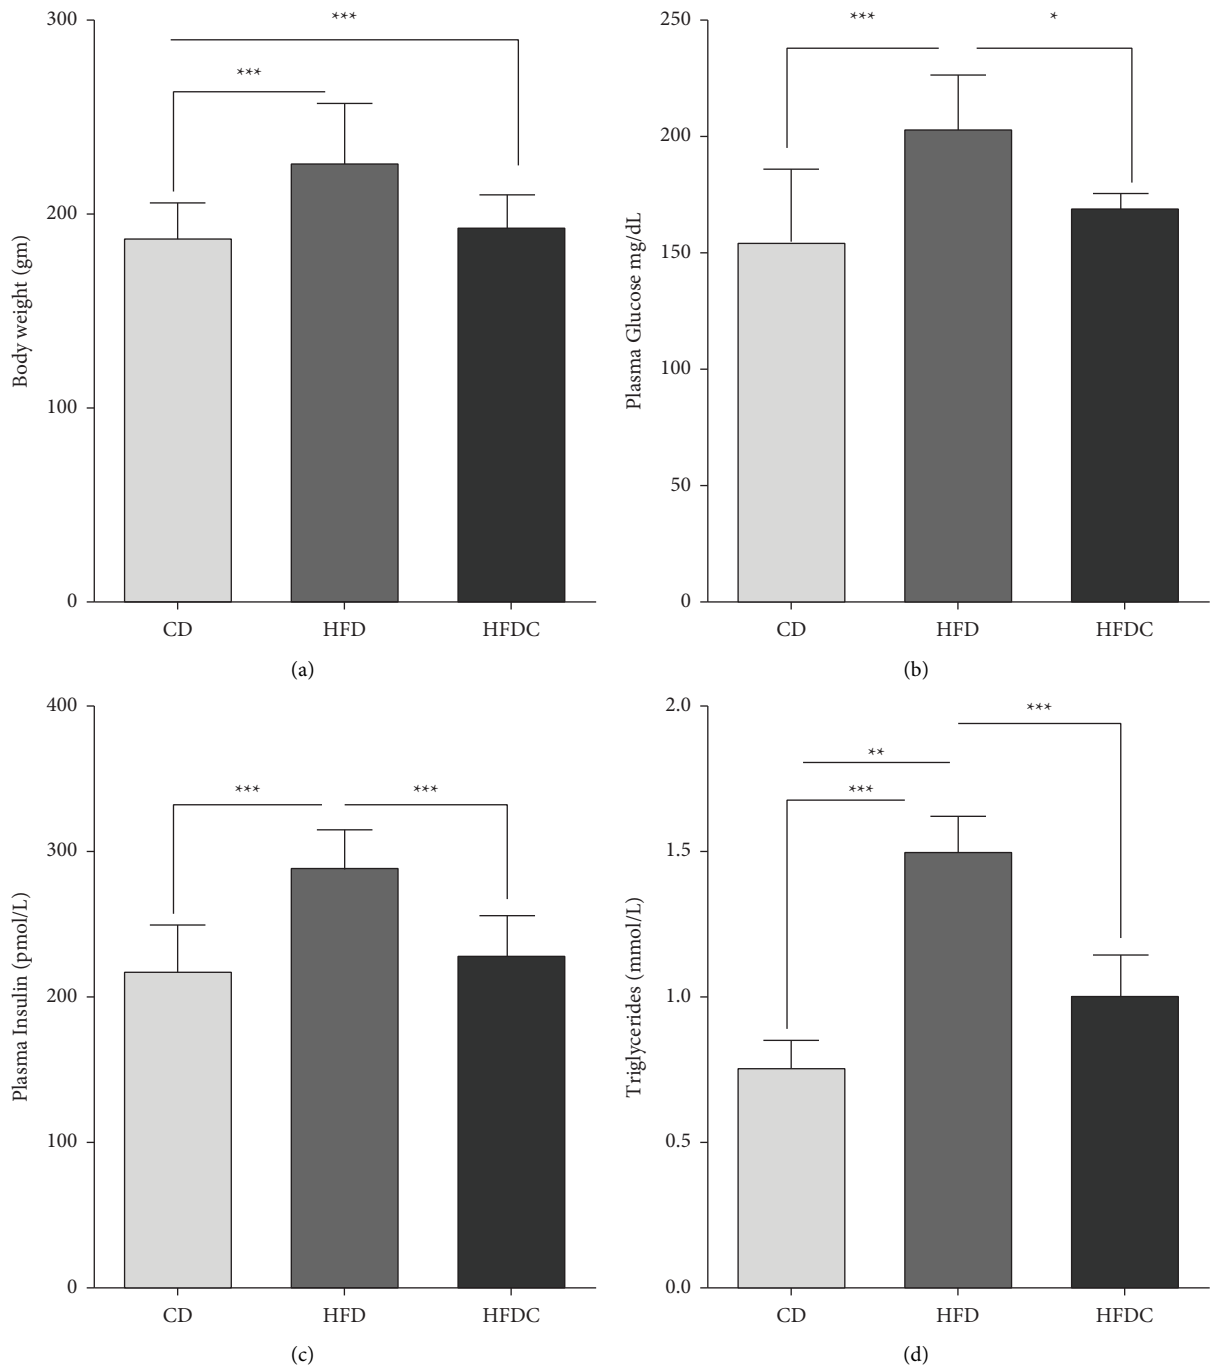 300
200
100
0
Body weight (gm)
***
***
CD
HFD
HFDC
(a)
250
200
150
100
50
0
Plasma Glucose mg/dL
***
*
CD
HFD
HFDC
(b)
400
300
200
100
0
Plasma Insulin (pmol/L)
***
***
CD
HFD
HFDC
(c)
2.0
1.5
1.0
0.5
0.0
Triglycerides (mmol/L)
***
**
***
CD
HFD
HFDC
(d)